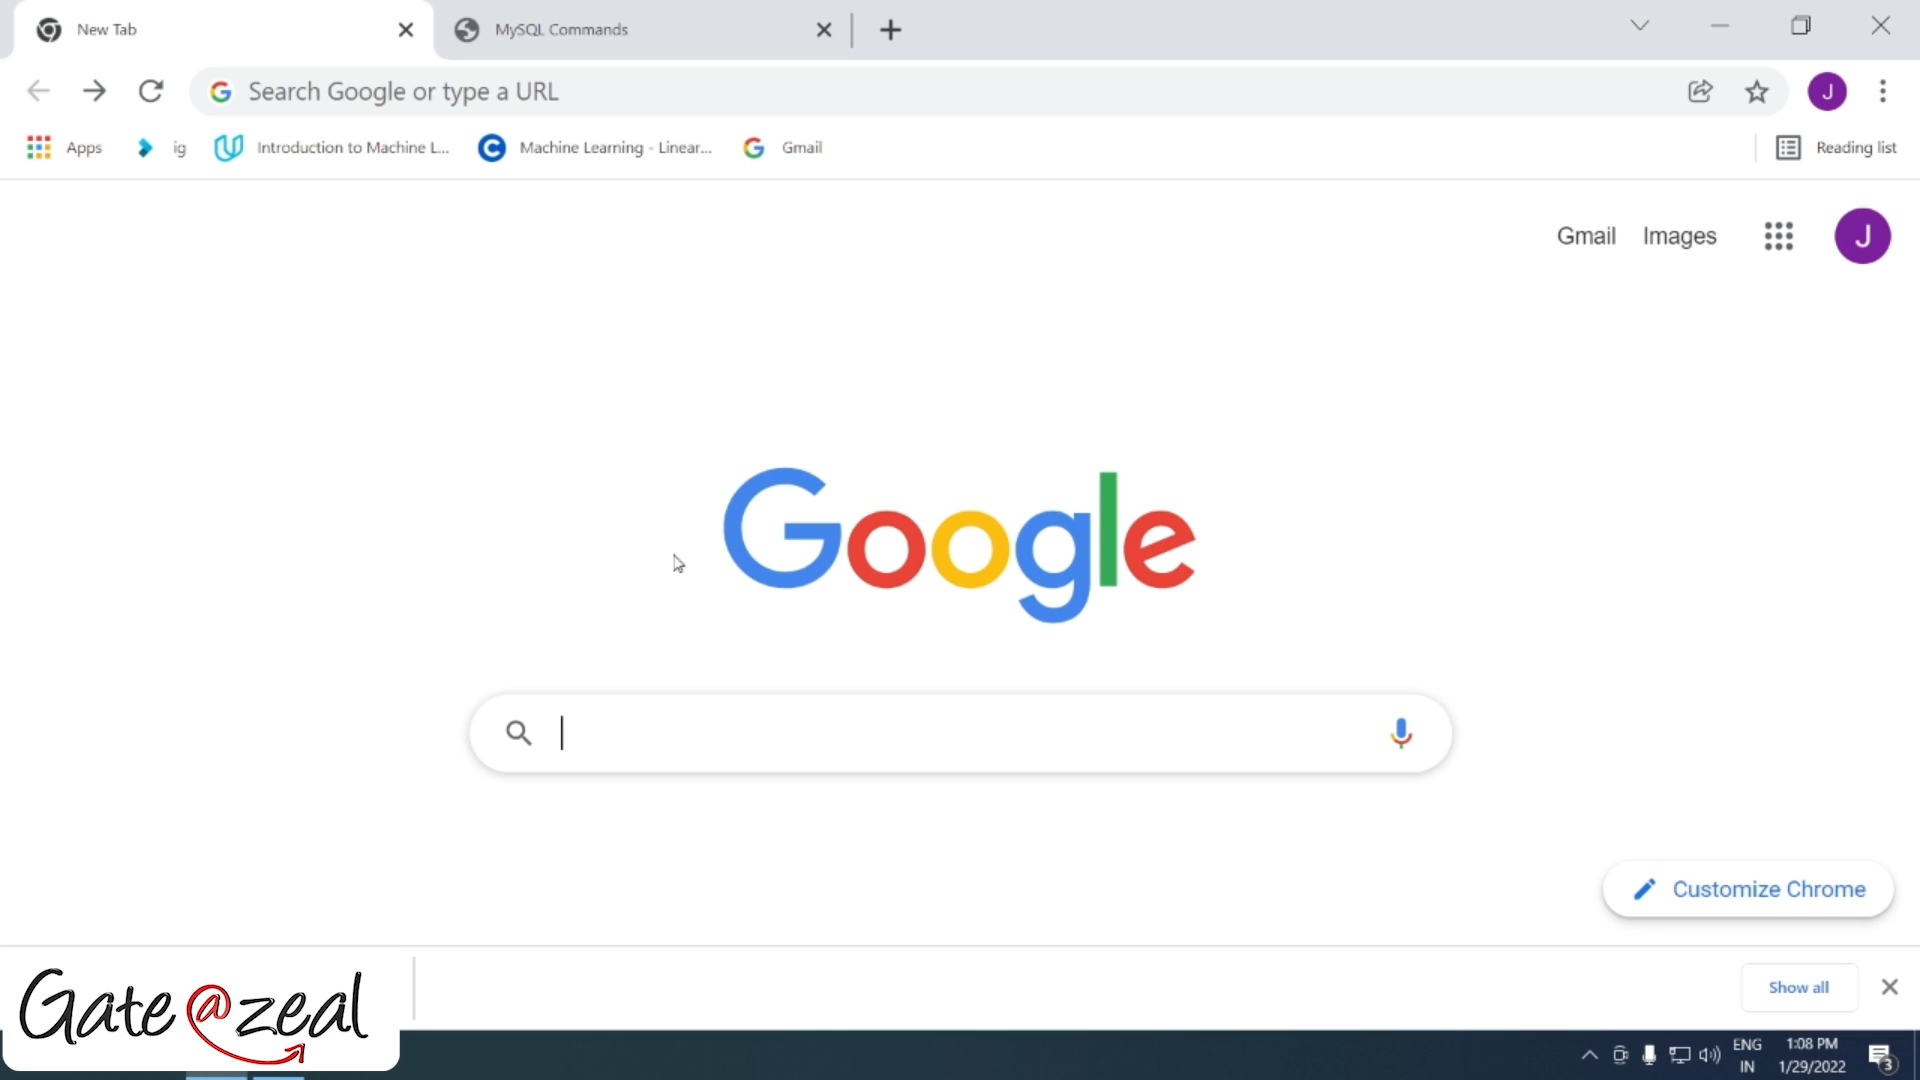 New Tab
MySQL Commands
Search Google or type a URL
J
Apps
ig
Introduction to Machine L...
Machine Learning - Linear...
Gmail
Reading list
Gmail
Images
J
Google
Customize Chrome
Show all
Gate@zeal
ENG
IN
1:08 PM
1/29/2022
3